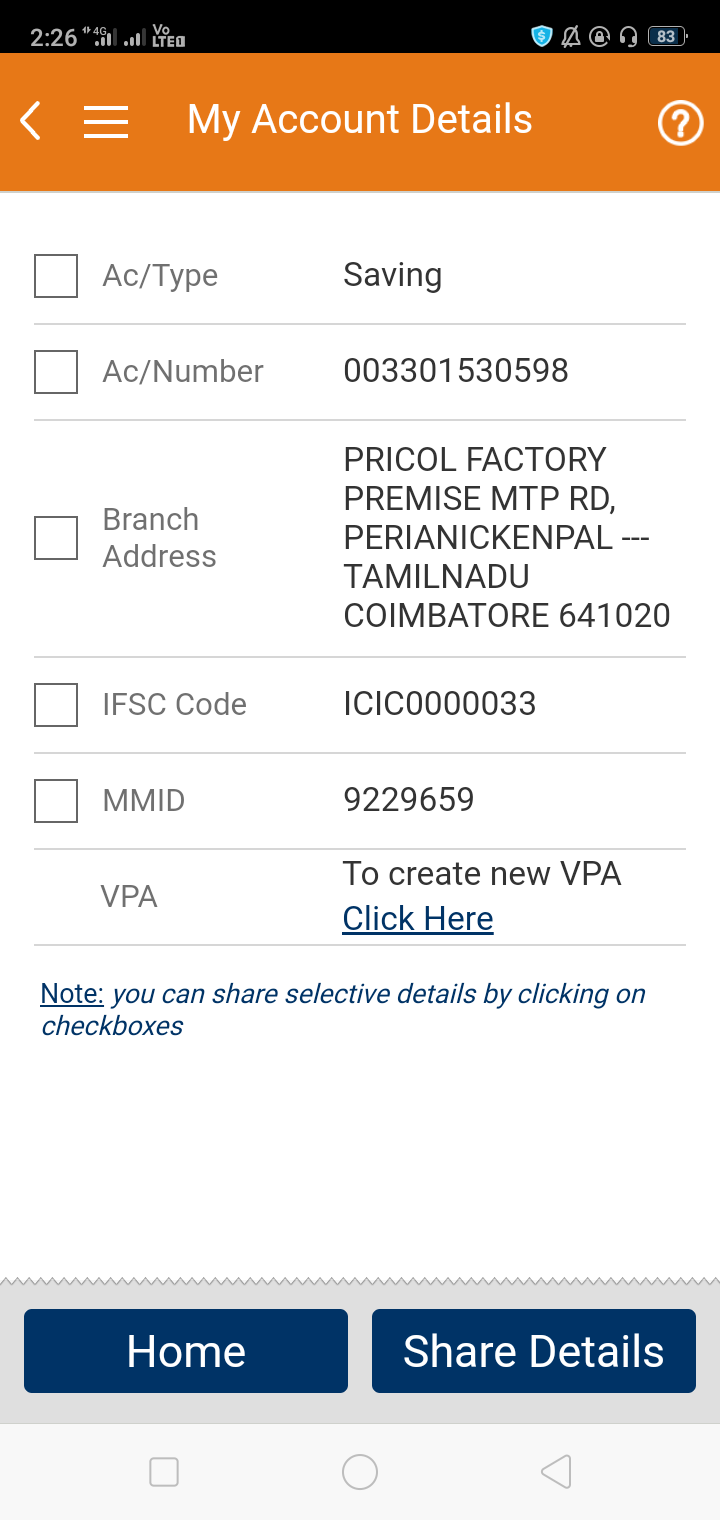 2:26 4G Vo LTE 83
My Account Details
Ac/Type Saving
Ac/Number 003301530598
Branch Address
PRICOL FACTORY
PREMISE MTP RD,
PERIANICKENPAL ---
TAMILNADU
COIMBATORE 641020
IFSC Code ICIC0000033
MMID 9229659
VPA To create new VPA
Click Here
Note: you can share selective details by clicking on
checkboxes
Home Share Details